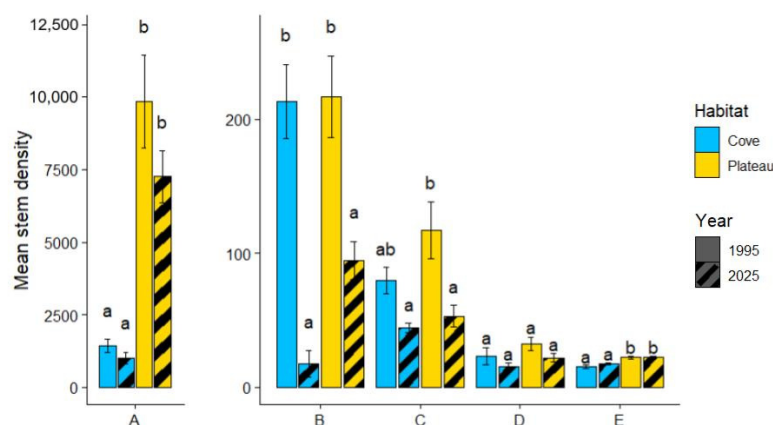 Mean stem density
12,500
10,000
7500
5000
2500
0
a a b b
A
200
100
0
b a b a
ab a b a
a a a a
a a b b
B C D E
Habitat
Cove
Plateau
Year
1995
2025